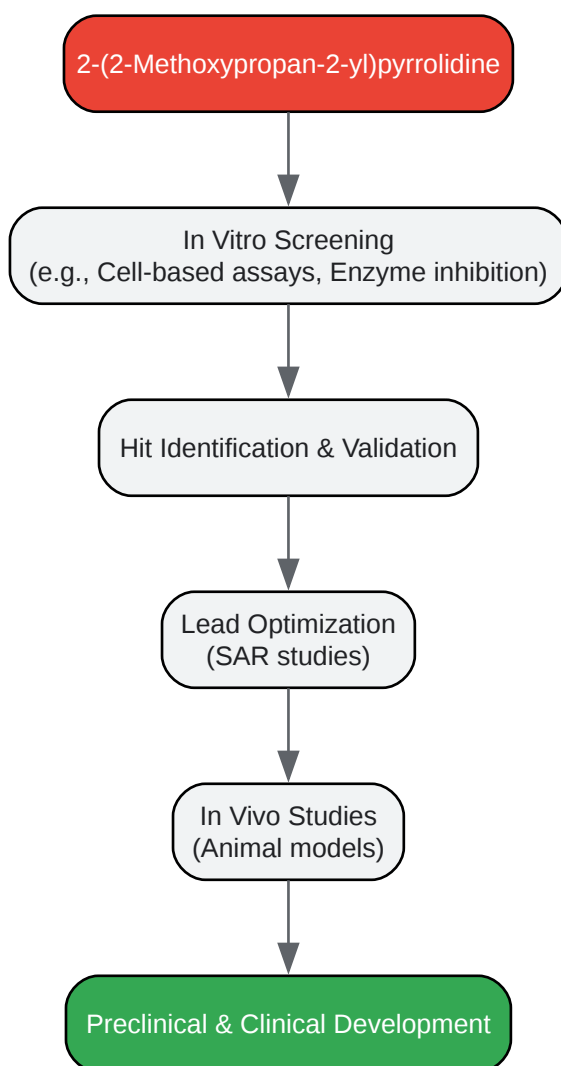 2-(2-Methoxypropan-2-yl)pyrrolidine
In Vitro Screening
(e.g., Cell-based assays, Enzyme inhibition)
Hit Identification & Validation
Lead Optimization
(SAR studies)
In Vivo Studies
(Animal models)
Preclinical & Clinical Development